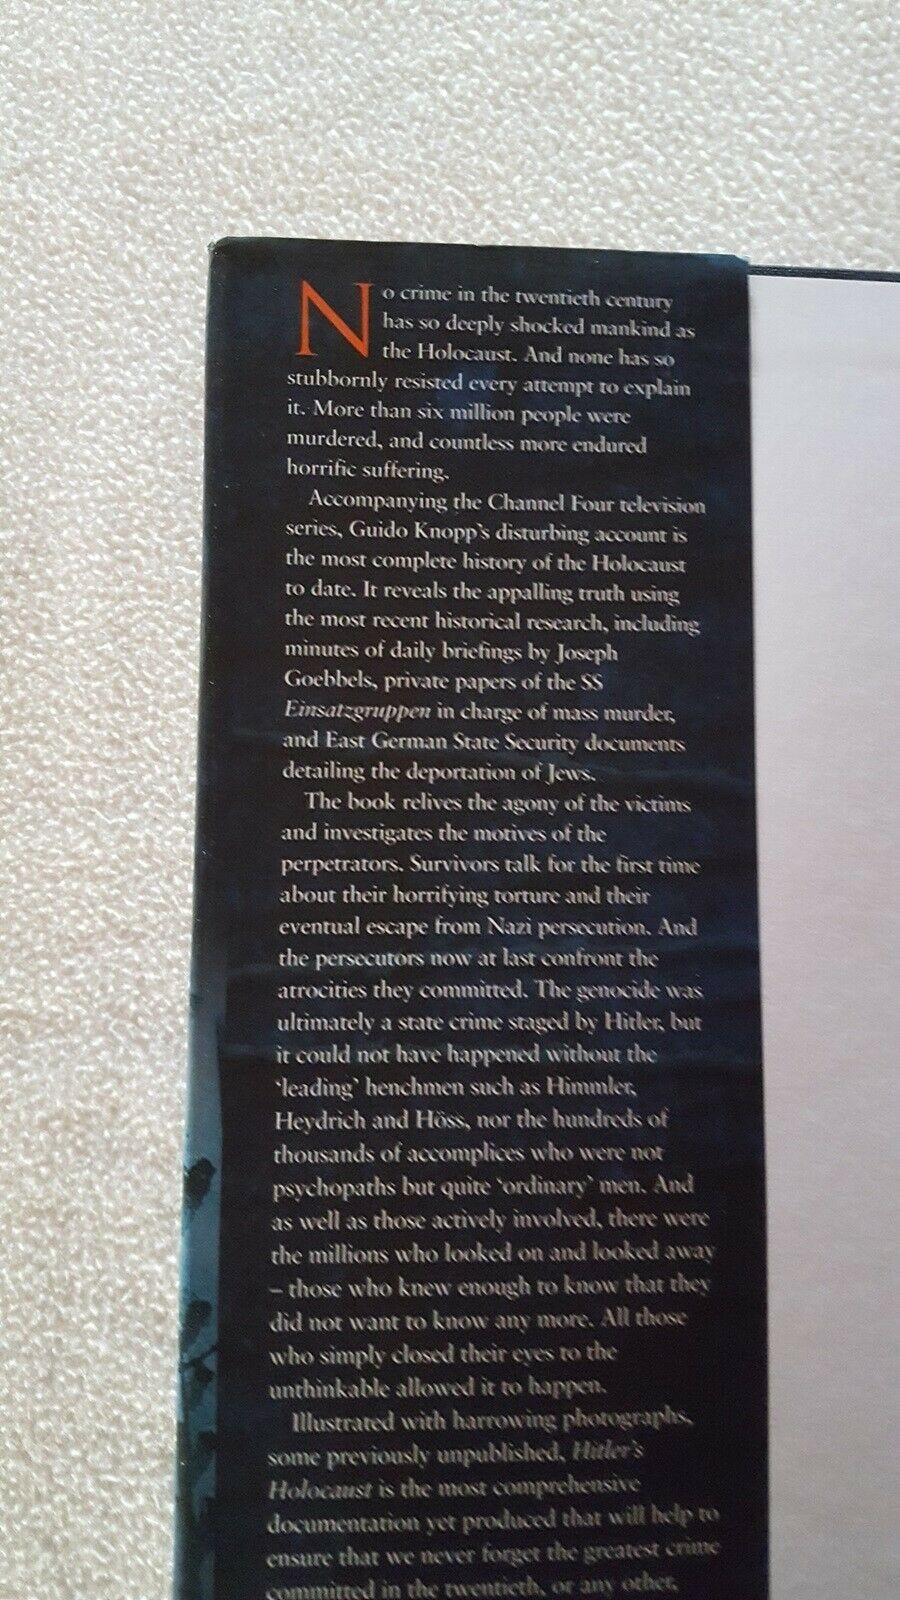 No crime in the twentieth century
has so deeply shocked mankind as
the Holocaust. And none has so
stubbornly resisted every attempt to explain
it. More than six million people were
murdered, and countless more endured
horrific suffering.
Accompanying the Channel Four television
series, Guido Knopp's disturbing account is
the most complete history of the Holocaust
to date. It reveals the appalling truth using
the most recent historical research, including
minutes of daily briefings by Joseph
Goebbels, private papers of the SS
Einsatzgruppen in charge of mass murder,
and East German State Security documents
detailing the deportation of Jews.
The book relives the agony of the victims
and investigates the motives of the
perpetrators. Survivors talk for the first time
about their horrifying torture and their
eventual escape from Nazi persecution. And
the persecutors now at last confront the
atrocities they committed. The genocide was
ultimately a state crime staged by Hitler, but
it could not have happened without the
'leading' henchmen such as Himmler,
Heydrich and Höss, nor the hundreds of
thousands of accomplices who were not
psychopaths but quite 'ordinary' men. And
as well as those actively involved, there were
the millions who looked on and looked away
– those who knew enough to know that they
did not want to know any more. All those
who simply closed their eyes to the
unthinkable allowed it to happen.
Illustrated with harrowing photographs,
some previously unpublished, Hitler's
Holocaust is the most comprehensive
documentation yet produced that will help to
ensure that we never forget the greatest crime
committed in the twentieth, or any other,